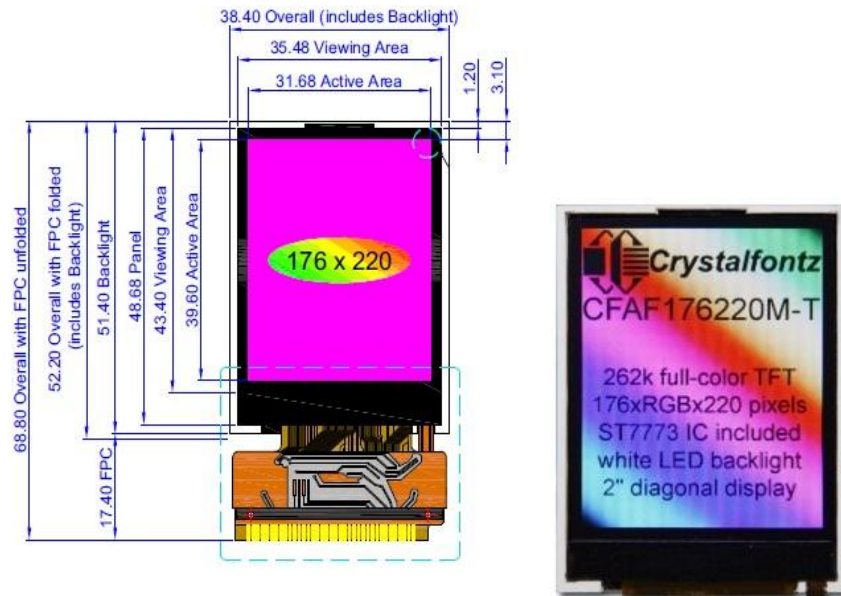 38.40 Overall (includes Backlight)
35.48 Viewing Area
31.68 Active Area
1.20
3.10
68.80 Overall with FPC unfolded
52.20 Overall with FPC folded
(includes Backlight)
51.40 Backlight
48.68 Panel
43.40 Viewing Area
39.60 Active Area
17.40 FPC
176 x 220
Crystalfontz
CFAF176220M-T
262k full-color TFT
176xRGBx220 pixels
ST7773 IC included
white LED backlight
2" diagonal display